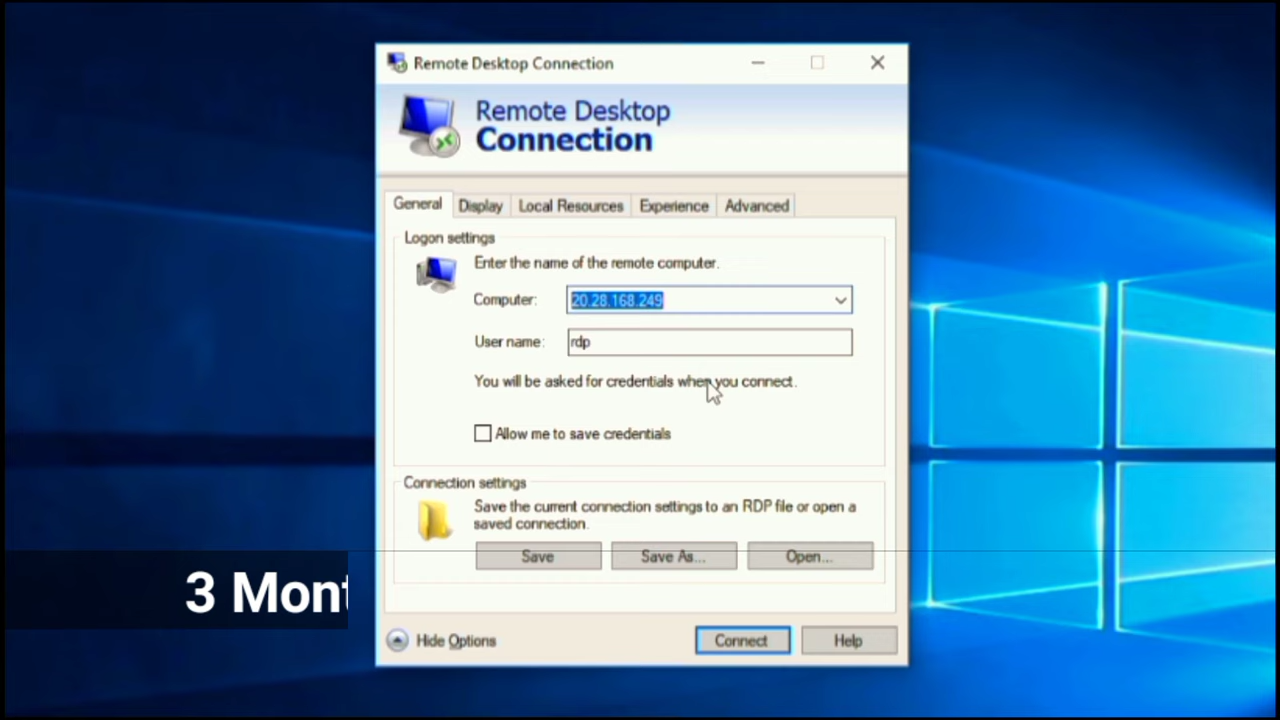 Remote Desktop Connection
Remote Desktop
Connection
General Display Local Resources Experience Advanced
Logon settings
Enter the name of the remote computer.
Computer: 20.28.168.249
User name: rdp
You will be asked for credentials when you connect.
Allow me to save credentials
Connection settings
Save the current connection settings to an RDP file or open a
saved connection.
Save Save As... Open...
3 Mont
Hide Options Connect Help